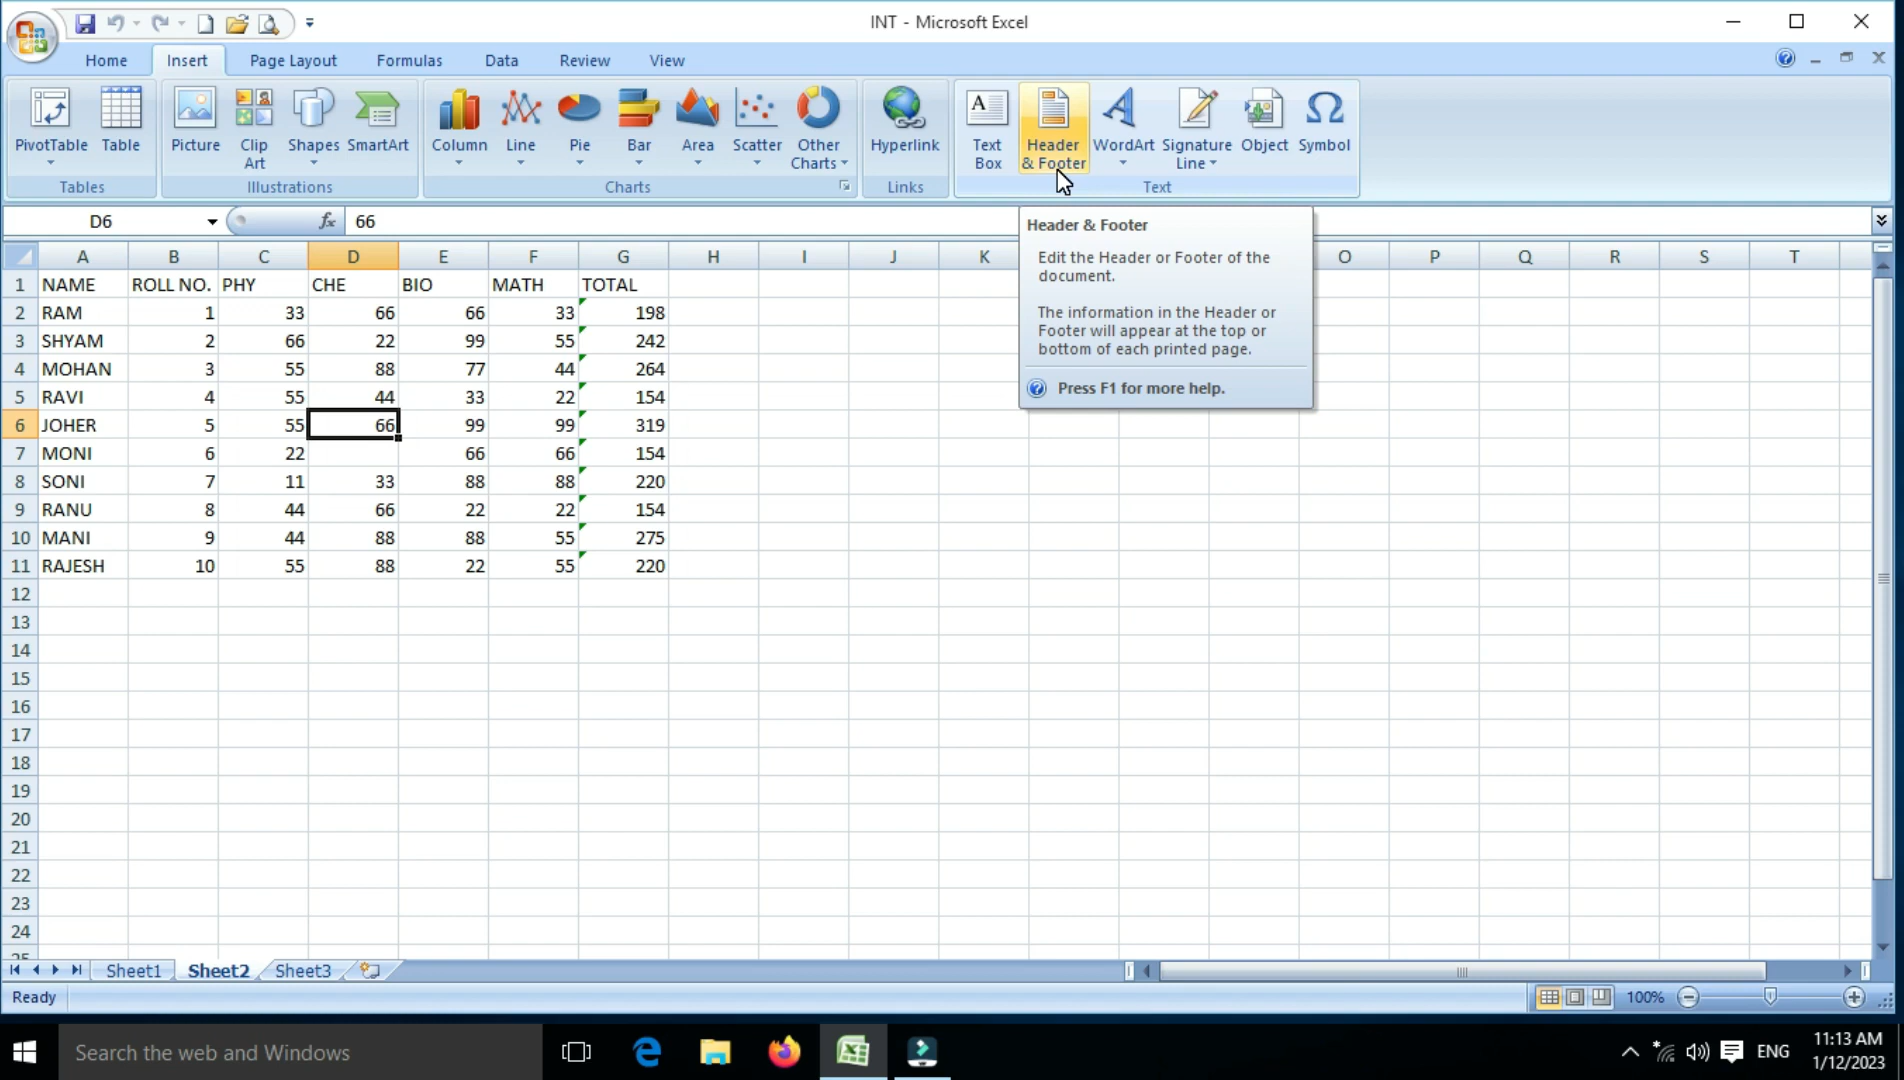 INT - Microsoft Excel
Home Insert Page Layout Formulas Data Review View
PivotTable Table Picture Clip Art Shapes SmartArt Column Line Pie Bar Area Scatter Other Charts Hyperlink Text Box Header & Footer WordArt Signature Line Object Symbol
Tables Illustrations Charts Links Text
D6 fx 66
Header & Footer
Edit the Header or Footer of the
document.
The information in the Header or
Footer will appear at the top or
bottom of each printed page.
Press F1 for more help.
A B C D E F G H I J K O P Q R S T
1 NAME ROLL NO. PHY CHE BIO MATH TOTAL
2 RAM 1 33 66 66 33 198
3 SHYAM 2 66 22 99 55 242
4 MOHAN 3 55 88 77 44 264
5 RAVI 4 55 44 33 22 154
6 JOHER 5 55 66 99 99 319
7 MONI 6 22 66 66 154
8 SONI 7 11 33 88 88 220
9 RANU 8 44 66 22 22 154
10 MANI 9 44 88 88 55 275
11 RAJESH 10 55 88 22 55 220
12
13
14
15
16
17
18
19
20
21
22
23
24
25
Sheet1 Sheet2 Sheet3
Ready 100%
Search the web and Windows ENG 11:13 AM
1/12/2023